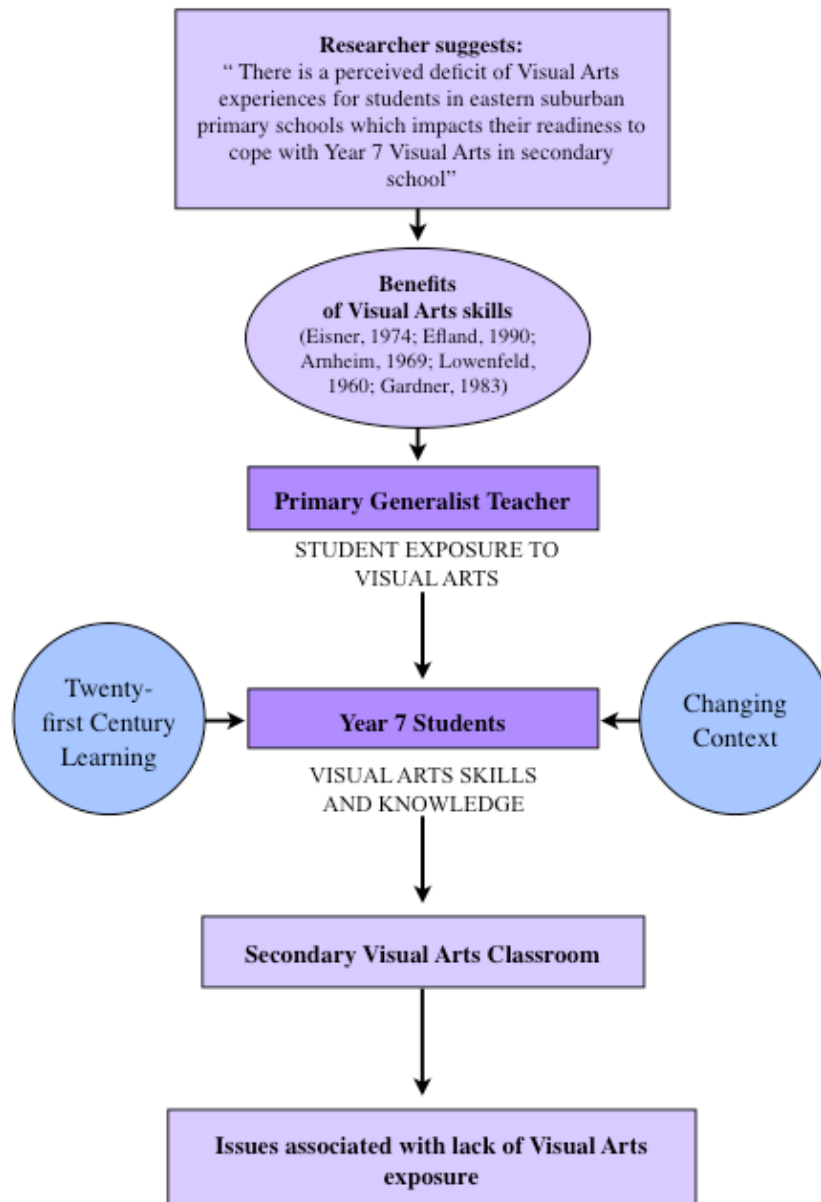 Researcher suggests:
“ There is a perceived deficit of Visual Arts
experiences for students in eastern suburban
primary schools which impacts their readiness to
cope with Year 7 Visual Arts in secondary
school”
Benefits
of Visual Arts skills
(Eisner, 1974; Efland, 1990;
Arnheim, 1969; Lowenfeld,
1960; Gardner, 1983)
Primary Generalist Teacher
STUDENT EXPOSURE TO
VISUAL ARTS
Twenty-
first Century
Learning
Year 7 Students
Changing
Context
VISUAL ARTS SKILLS
AND KNOWLEDGE
Secondary Visual Arts Classroom
Issues associated with lack of Visual Arts
exposure